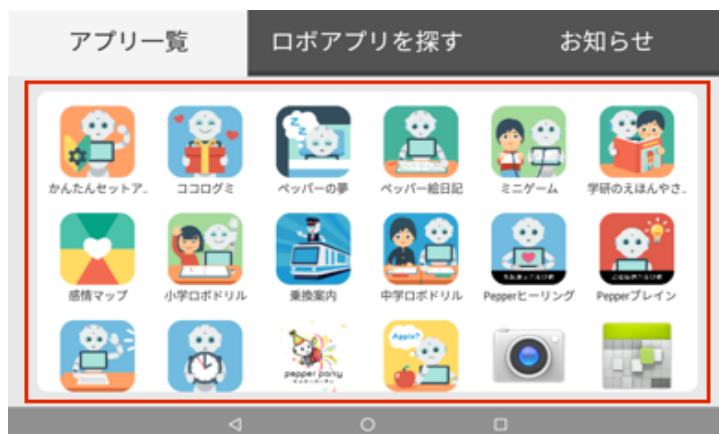 アプリ一覧
ロボアプリを探す
お知らせ
かんたんセットア..
ココログミ
ペッパーの夢
ペッパー絵日記
ミニゲーム
学研のえほんやさ..
感情マップ
小学ロボドリル
乗換案内
中学ロボドリル
Pepperヒーリング
Pepperブレイン
pepper party
Apple?